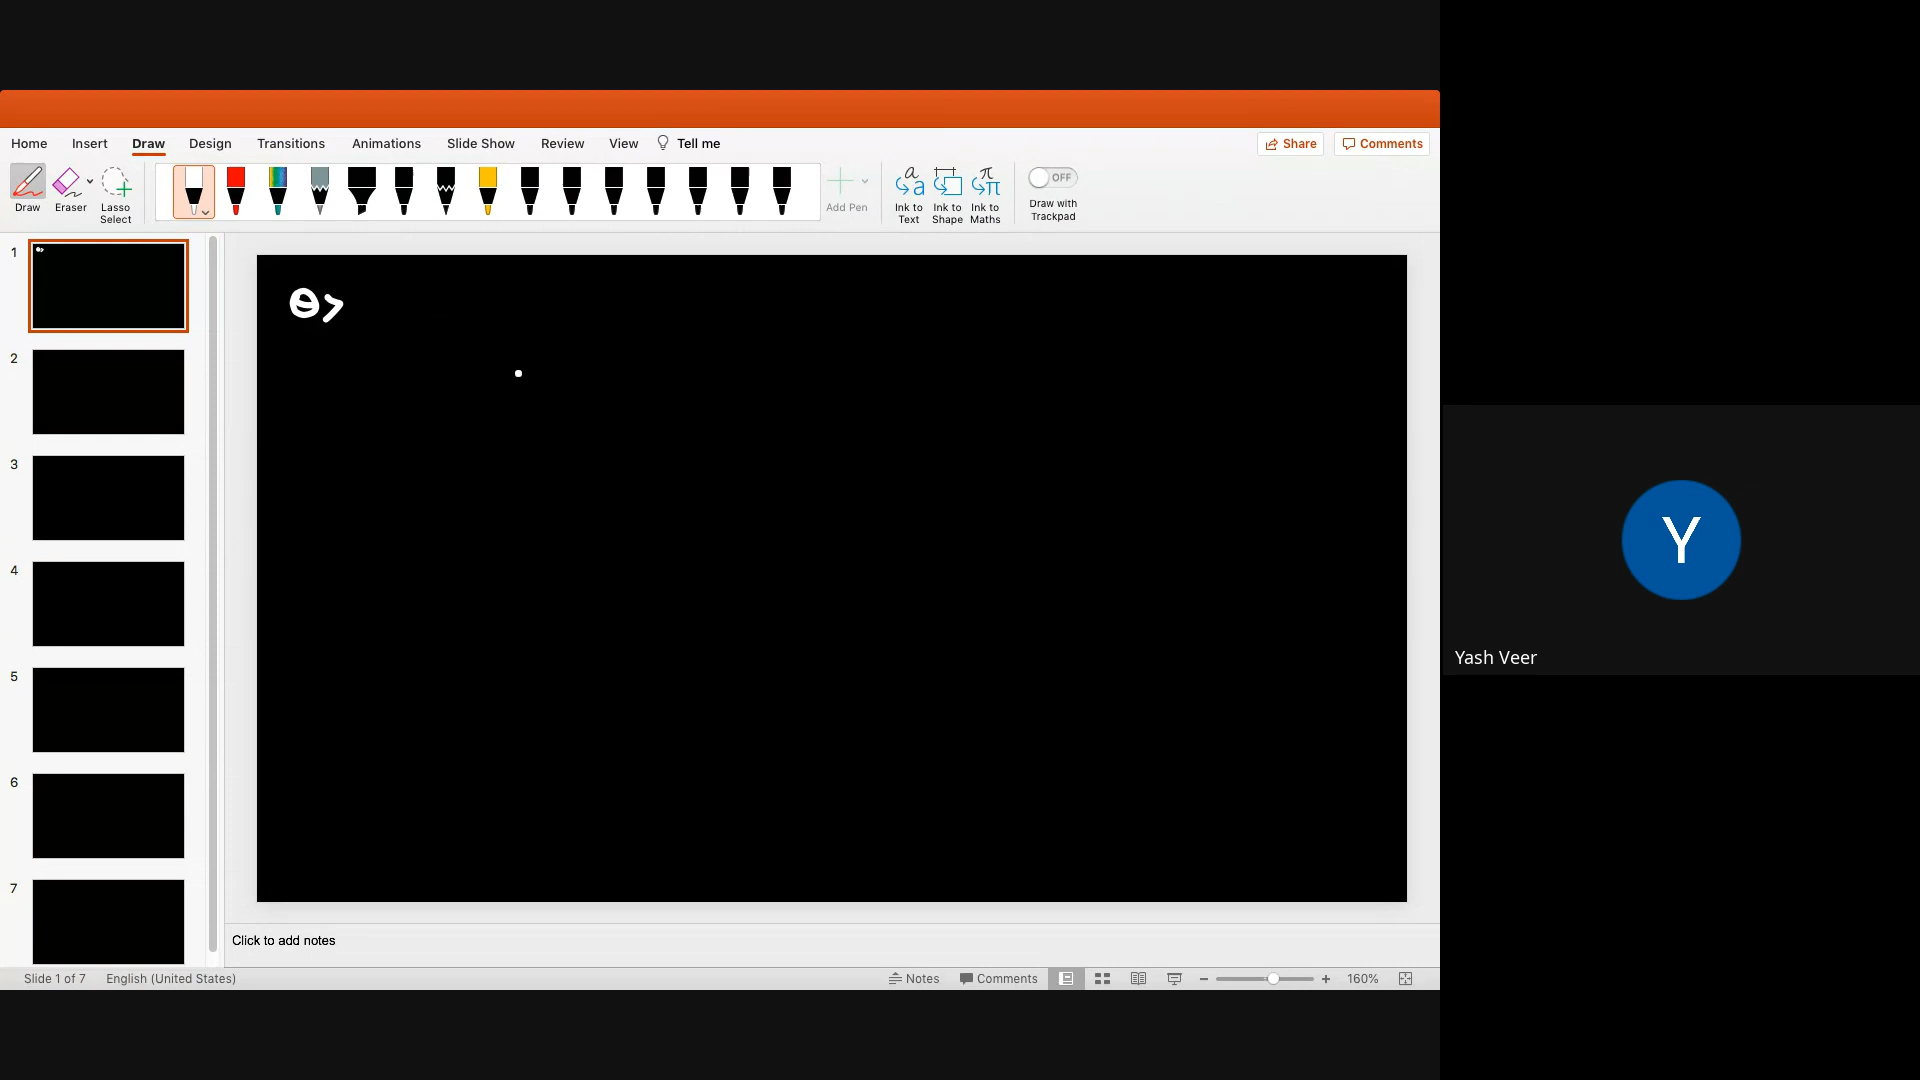 Home Insert Draw Design Transitions Animations Slide Show Review View Tell me Share Comments
Draw Eraser Lasso Select Add Pen Ink to Text Ink to Shape Ink to Maths OFF Draw with Trackpad
1
2
3
4
5
6
7
Y
Yash Veer
Click to add notes
Slide 1 of 7 English (United States) Notes Comments 160%